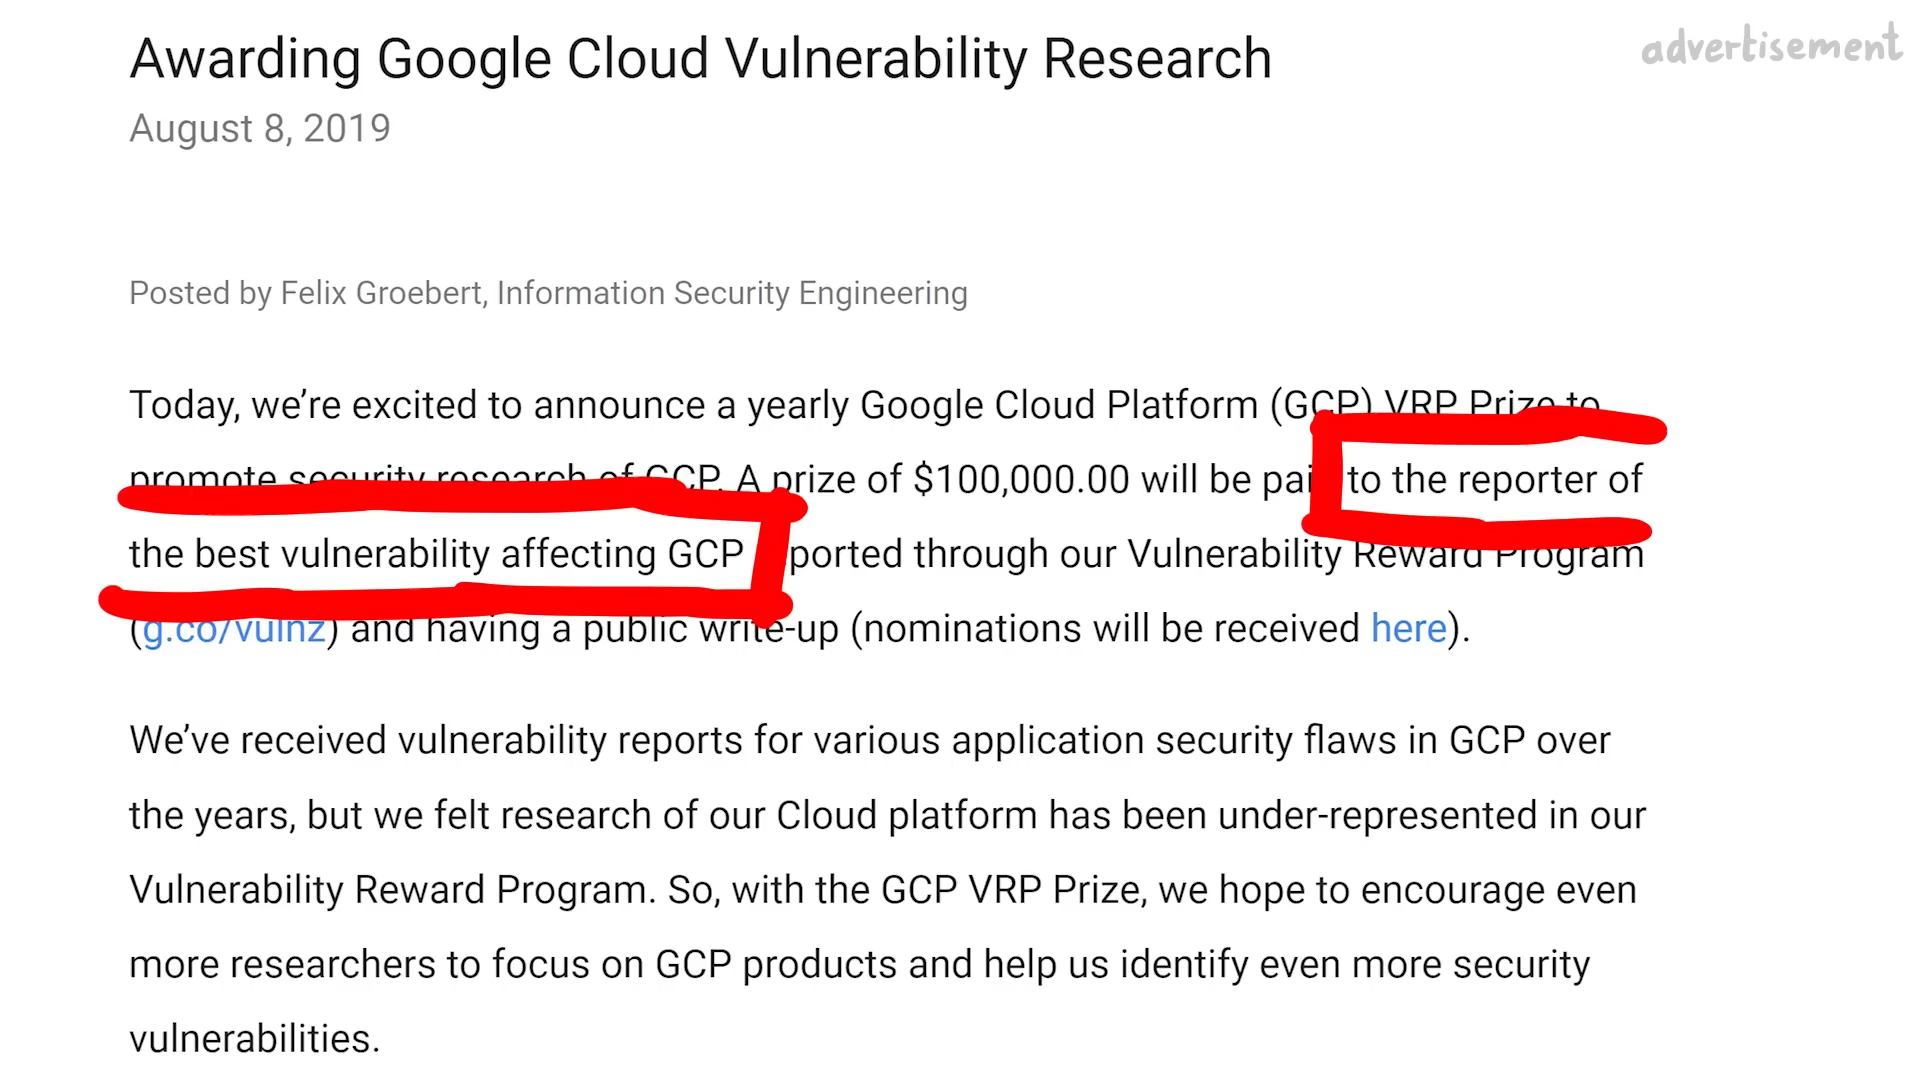 advertisement
Awarding Google Cloud Vulnerability Research
August 8, 2019
Posted by Felix Groebert, Information Security Engineering
Today, we’re excited to announce a yearly Google Cloud Platform (GCP) VRP Prize to
promote security research of GCP. A prize of $100,000.00 will be pai to the reporter of
the best vulnerability affecting GCP ported through our Vulnerability Reward Program
(g.co/vulnz) and having a public write-up (nominations will be received here).
We’ve received vulnerability reports for various application security flaws in GCP over
the years, but we felt research of our Cloud platform has been under-represented in our
Vulnerability Reward Program. So, with the GCP VRP Prize, we hope to encourage even
more researchers to focus on GCP products and help us identify even more security
vulnerabilities.